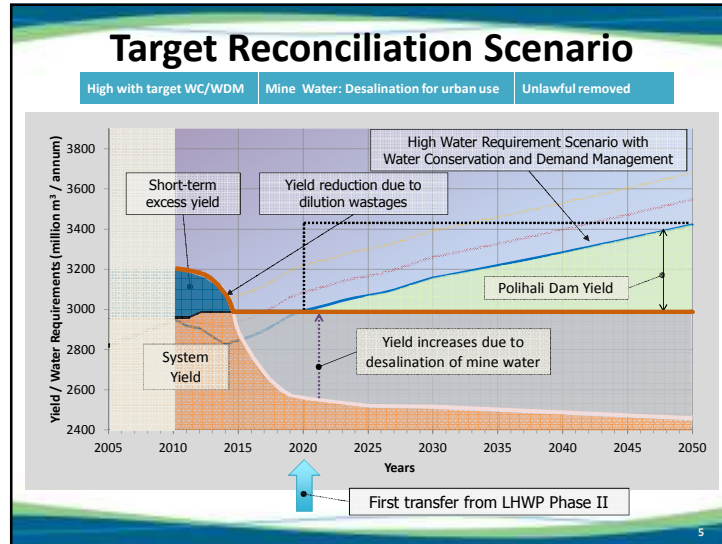 Target Reconciliation Scenario
High with target WC/WDM
Mine Water: Desalination for urban use
Unlawful removed
Yield / Water Requirements (million m³ / annum)
3800
3600
3400
3200
3000
2800
2600
2400
High Water Requirement Scenario with
Water Conservation and Demand Management
Short-term
excess yield
Yield reduction due to
dilution wastages
Polihali Dam Yield
System
Yield
Yield increases due to
desalination of mine water
2005
2010
2015
2020
2025
2030
2035
2040
2045
2050
Years
First transfer from LHWP Phase II
5